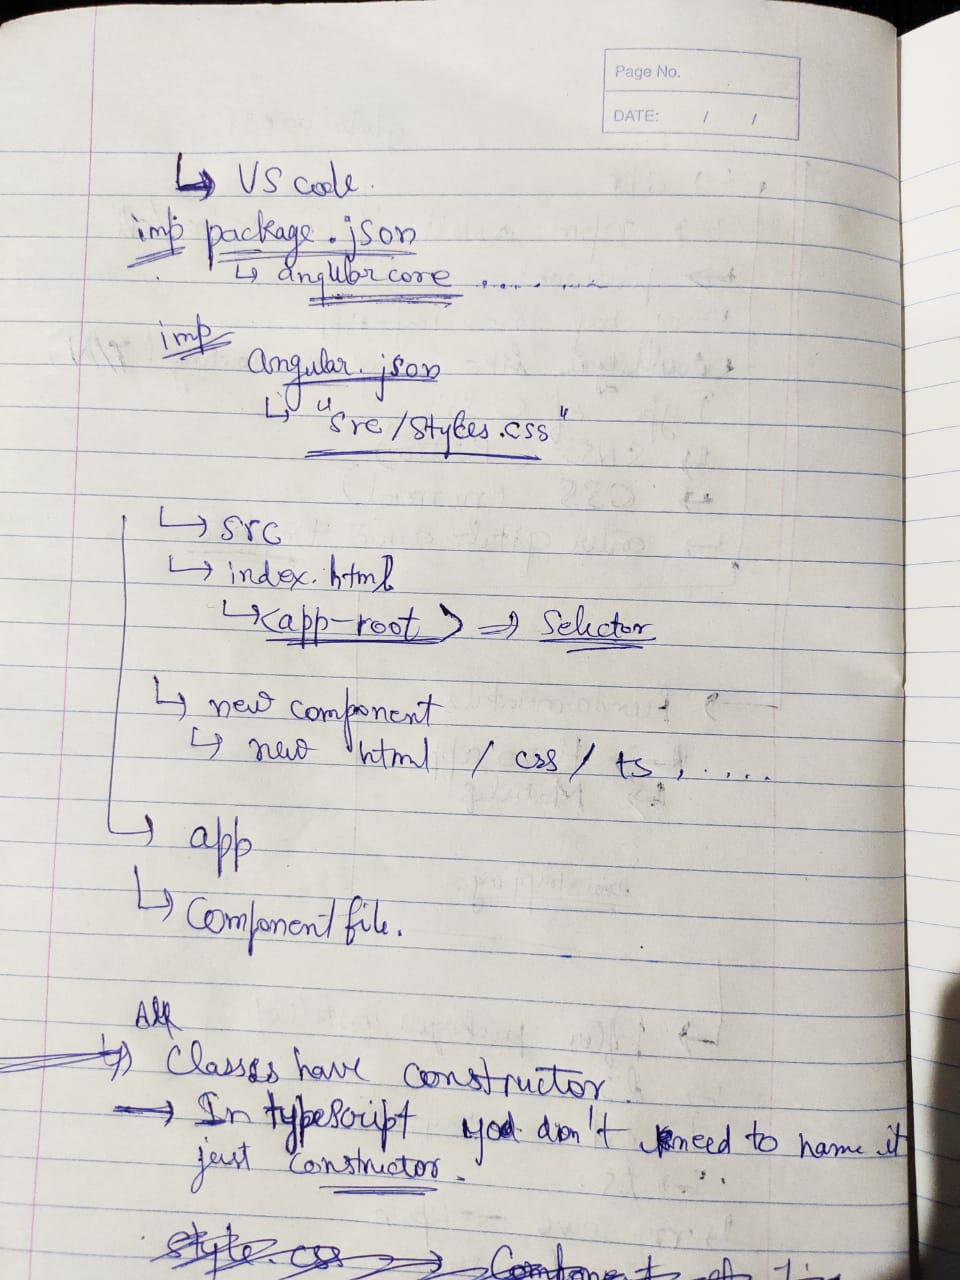 Page No.
DATE: / /
↳ VS code.
imp package.json
↳ angular core .......
imp
angular.json
↳ "src/styles.css"
↳ src
↳ index.html
↳ <app-root> ⇒ Selector
↳ new component
↳ new html / css / ts, ....
↳ app
↳ Component file.
All
↳ Classes have constructor.
→ In typescript you don't need to name it
just constructor.
style.css → Component